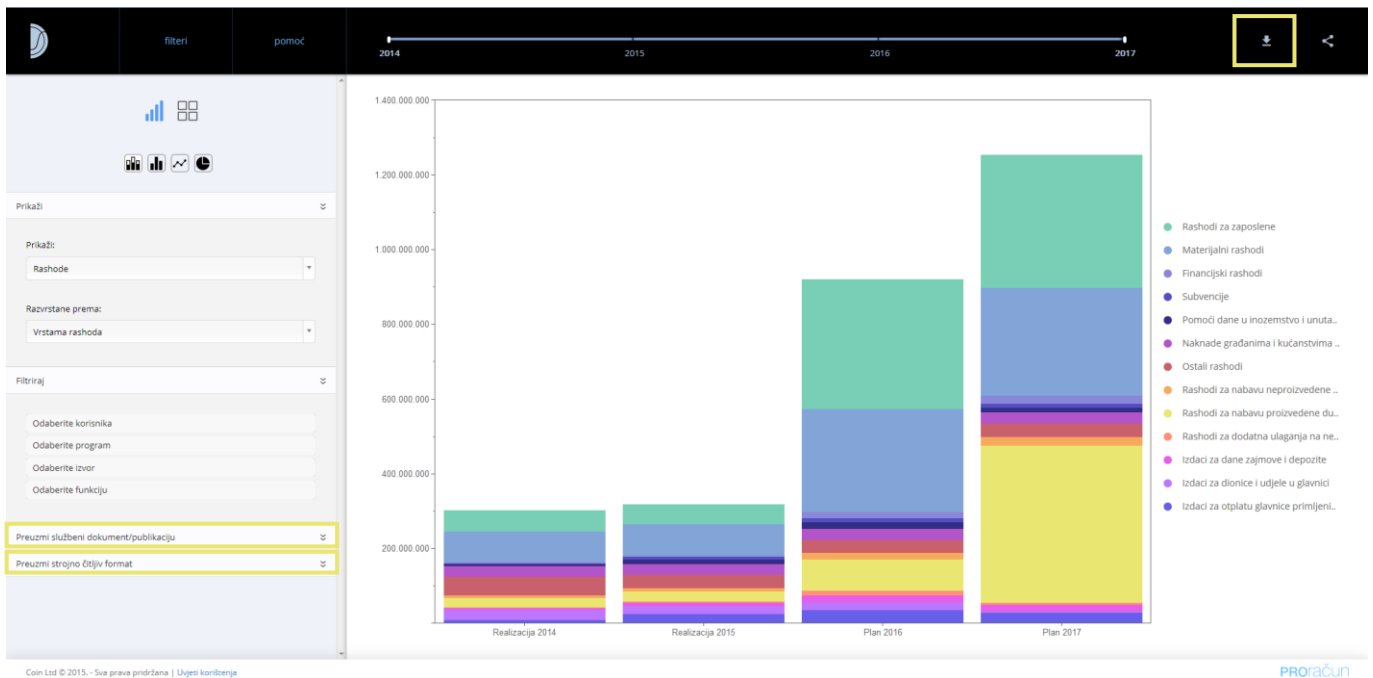 filteri
pomoć
2014
2015
2016
2017
Prikaži
Prikaži:
Rashode
Razvrstane prema:
Vrstama rashoda
Filtriraj
Odaberite korisnika
Odaberite program
Odaberite izvor
Odaberite funkciju
Preuzmi službeni dokument/publikaciju
Preuzmi strojno čitljiv format
1.400.000.000
1.200.000.000
1.000.000.000
800.000.000
600.000.000
400.000.000
200.000.000
Realizacija 2014
Realizacija 2015
Plan 2016
Plan 2017
Rashodi za zaposlene
Materijalni rashodi
Financijski rashodi
Subvencije
Pomoći dane u inozemstvo i unuta..
Naknade građanima i kućanstvima ..
Ostali rashodi
Rashodi za nabavu neproizvedene ..
Rashodi za nabavu proizvedene du..
Rashodi za dodatna ulaganja na ne..
Izdaci za dane zajmove i depozite
Izdaci za dionice i udjele u glavnici
Izdaci za otplatu glavnice primljeni..
Coin Ltd © 2015. - Sva prava pridržana | Uvjeti korištenja
PROračun